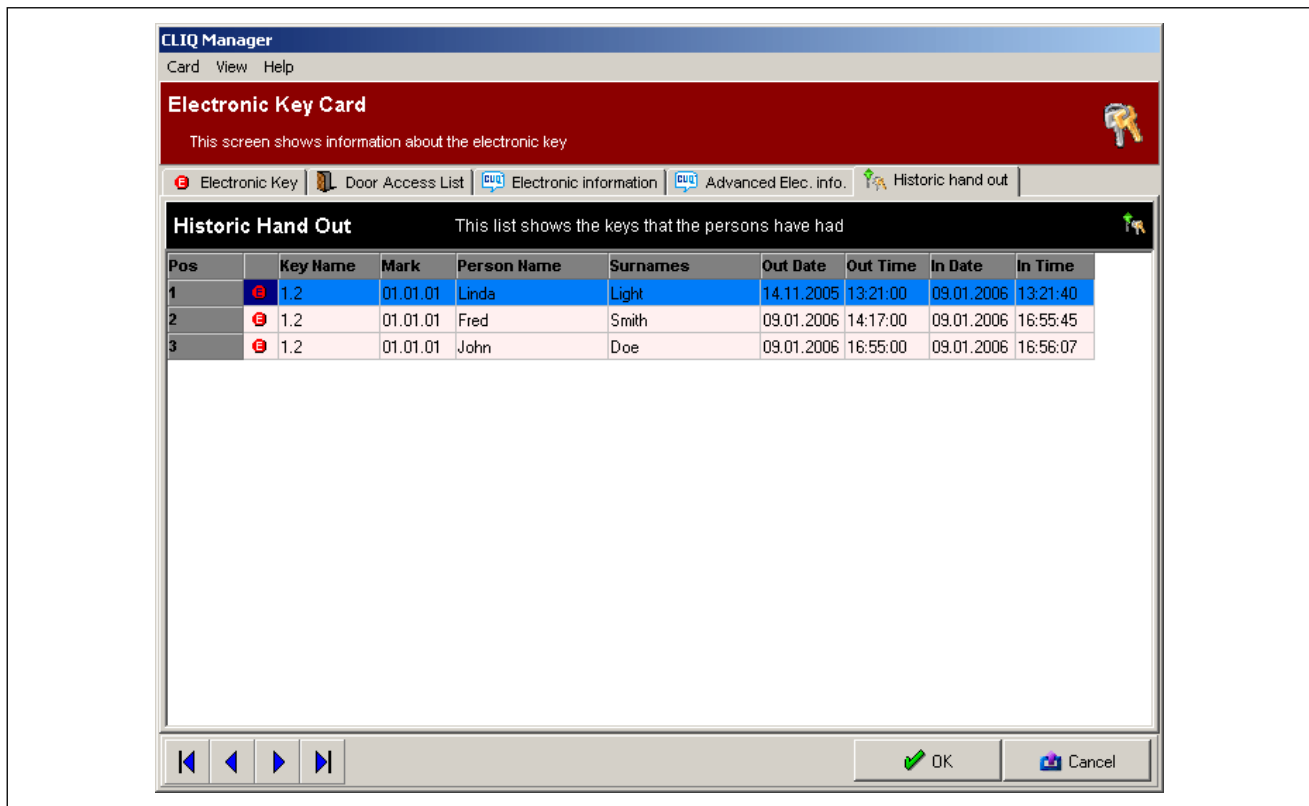 CLIQ Manager
Card View Help
Electronic Key Card
This screen shows information about the electronic key
E Electronic Key Door Access List CLIQ Electronic information CLIQ Advanced Elec. info. Historic hand out
Historic Hand Out This list shows the keys that the persons have had
Pos Key Name Mark Person Name Surnames Out Date Out Time In Date In Time
1 E 1.2 01.01.01 Linda Light 14.11.2005 13:21:00 09.01.2006 13:21:40
2 E 1.2 01.01.01 Fred Smith 09.01.2006 14:17:00 09.01.2006 16:55:45
3 E 1.2 01.01.01 John Doe 09.01.2006 16:55:00 09.01.2006 16:56:07
OK Cancel